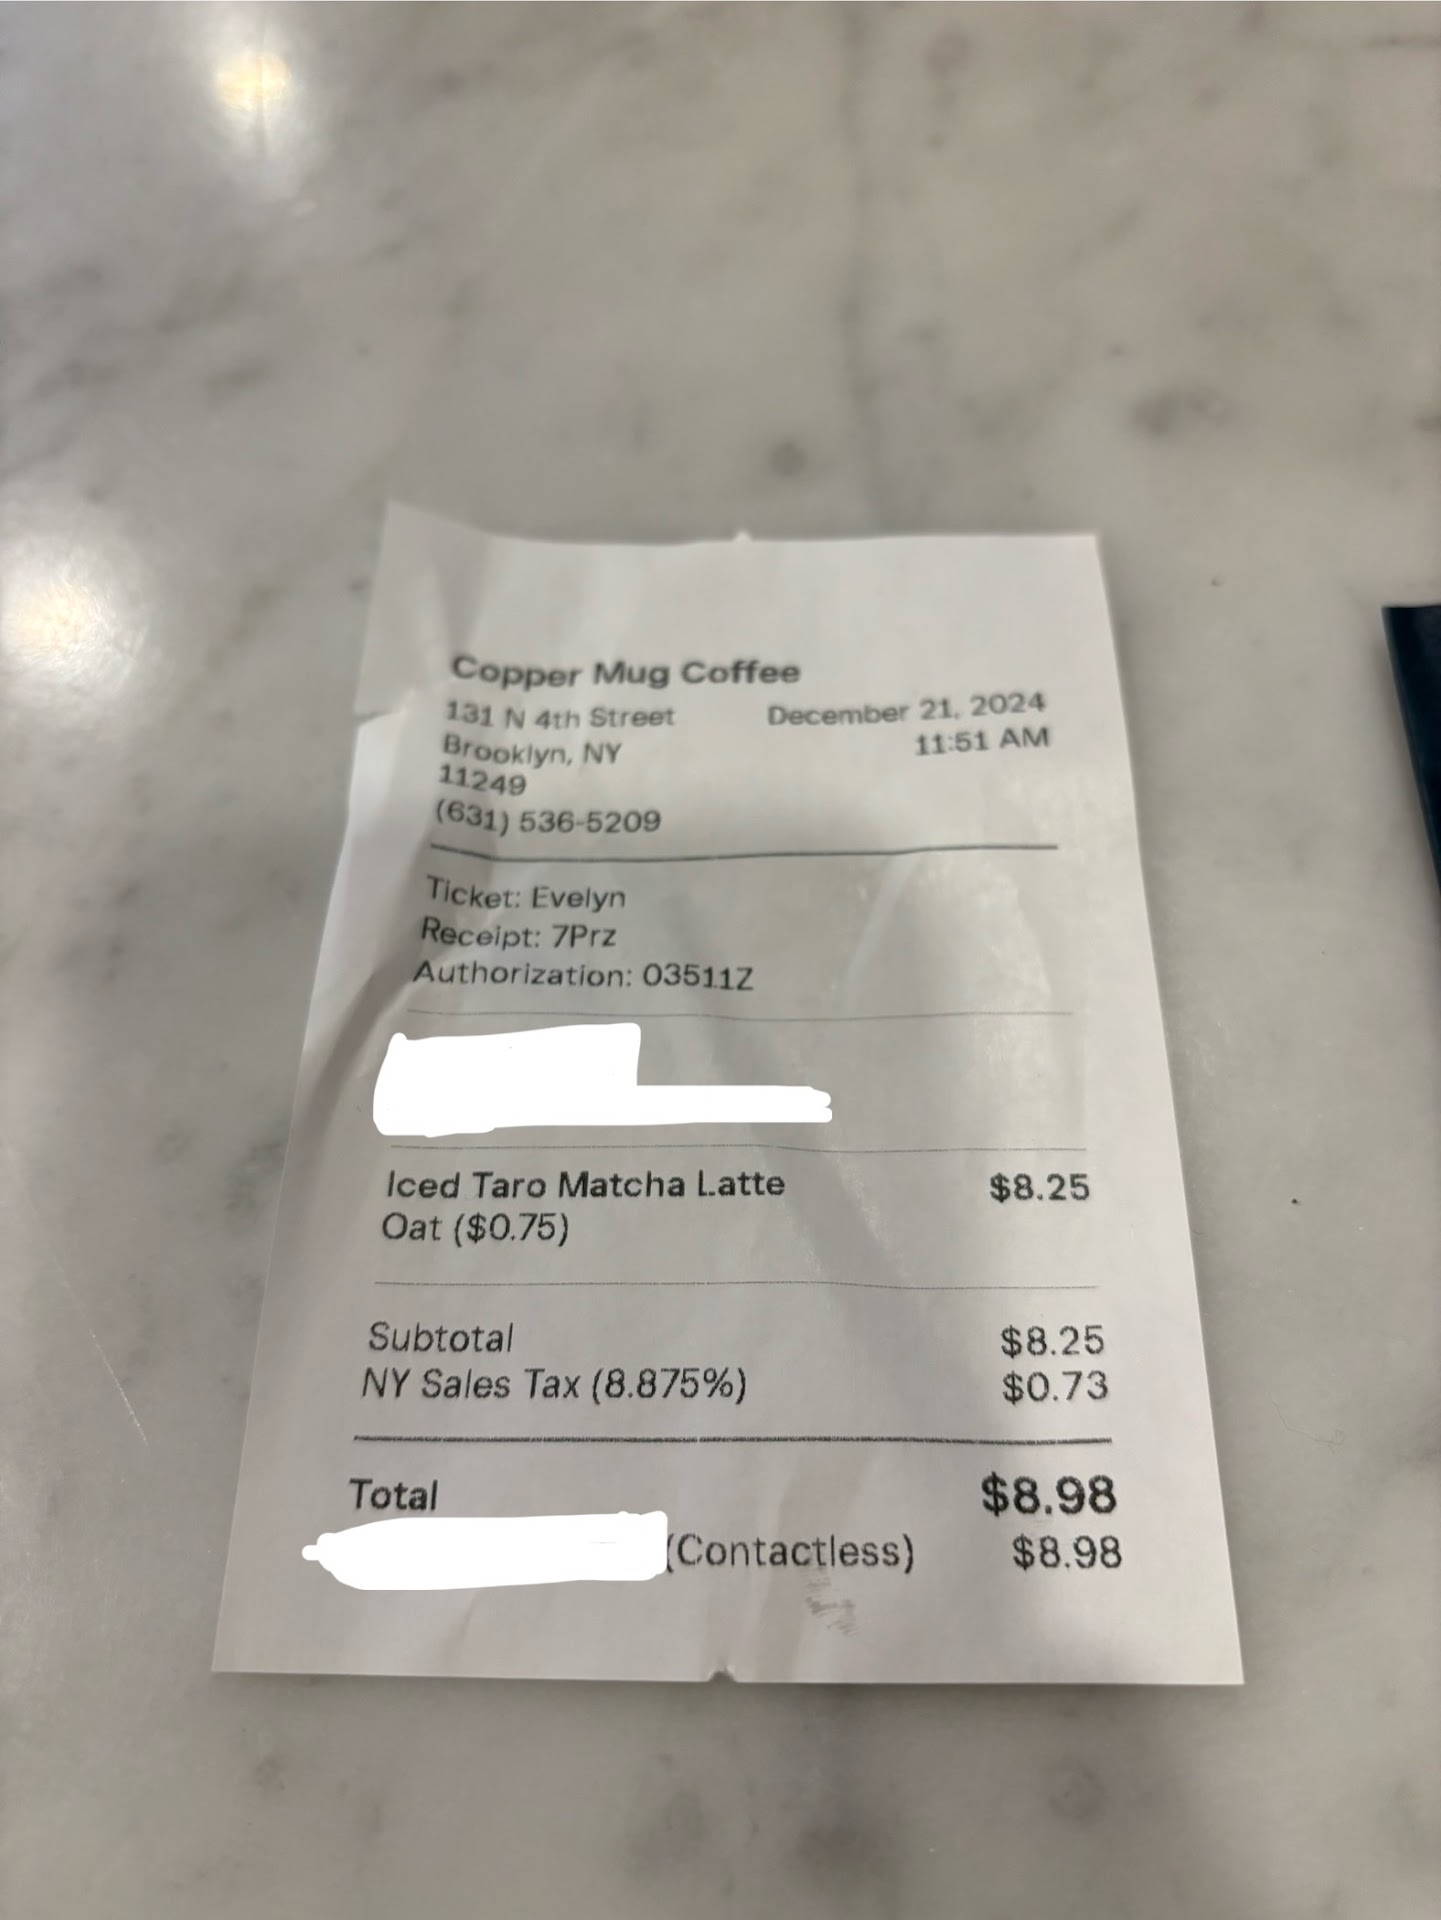 Copper Mug Coffee
131 N 4th Street
Brooklyn, NY
11249
(631) 536-5209
December 21, 2024
11:51 AM
Ticket: Evelyn
Receipt: 7Prz
Authorization: 03511Z
Iced Taro Matcha Latte $8.25
Oat ($0.75)
Subtotal $8.25
NY Sales Tax (8.875%) $0.73
Total $8.98
(Contactless) $8.98